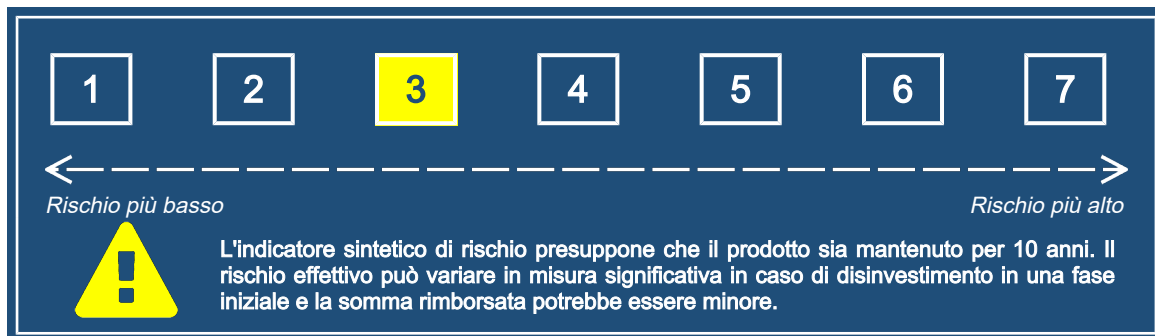 1 2 3 4 5 6 7
Rischio più basso Rischio più alto
L'indicatore sintetico di rischio presuppone che il prodotto sia mantenuto per 10 anni. Il
rischio effettivo può variare in misura significativa in caso di disinvestimento in una fase
iniziale e la somma rimborsata potrebbe essere minore.